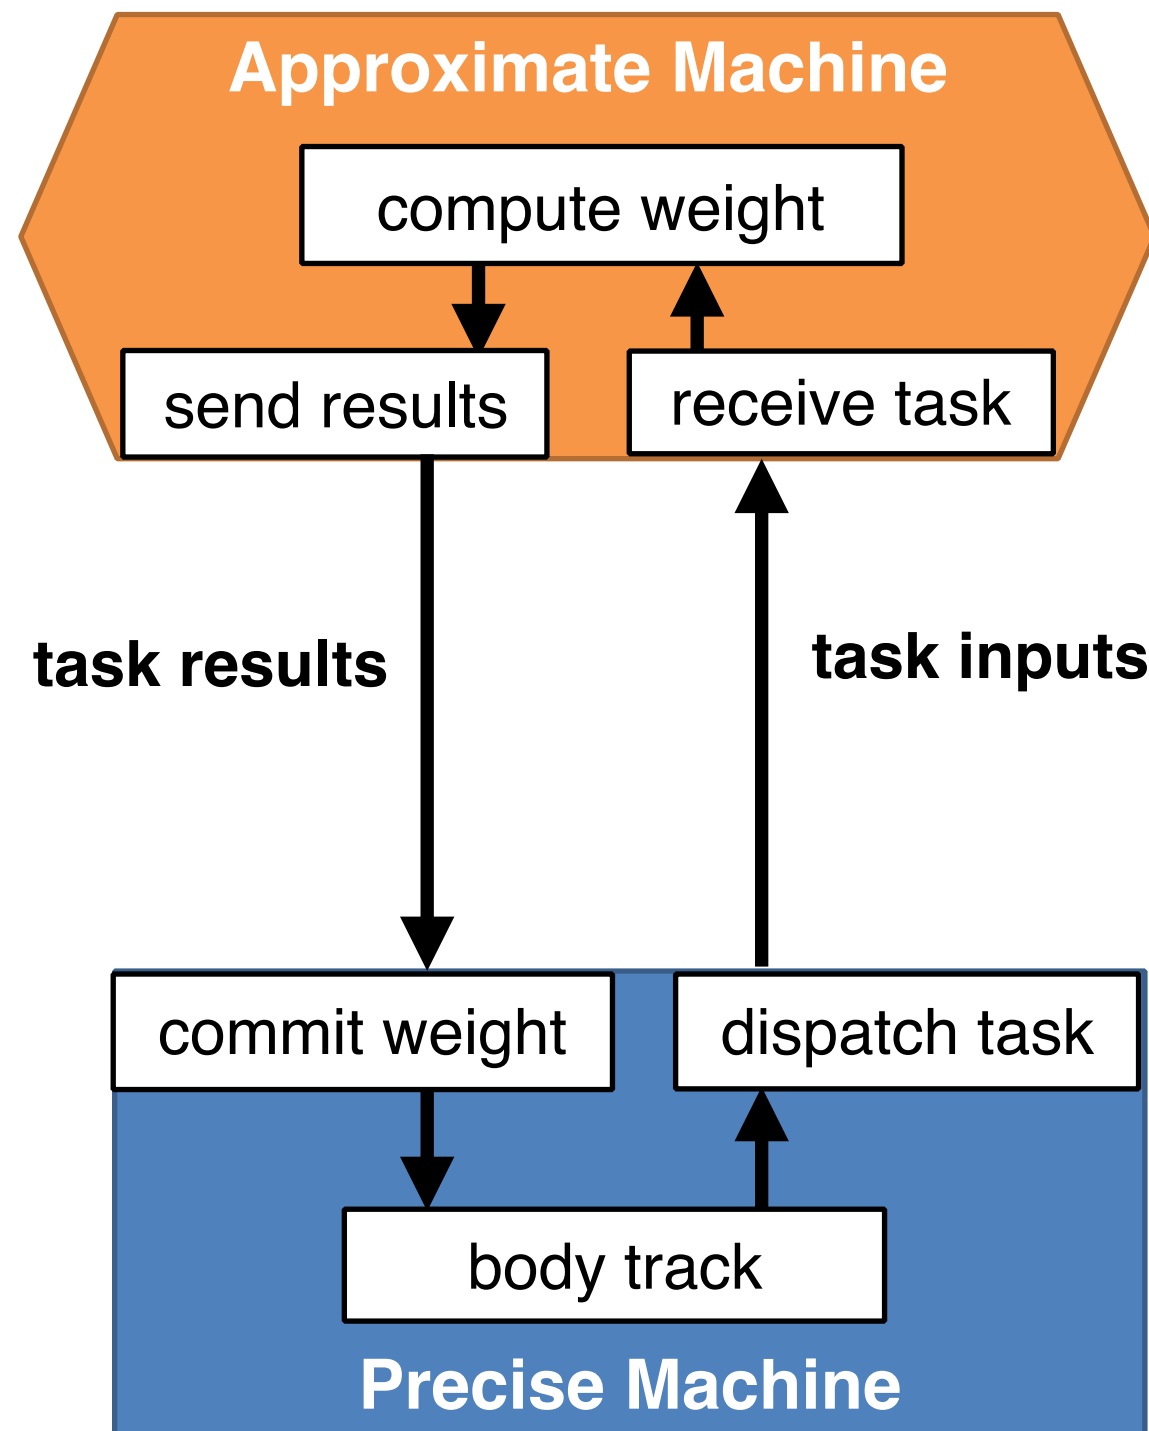 Approximate Machine
compute weight
send results
receive task
task results
task inputs
commit weight
dispatch task
body track
Precise Machine